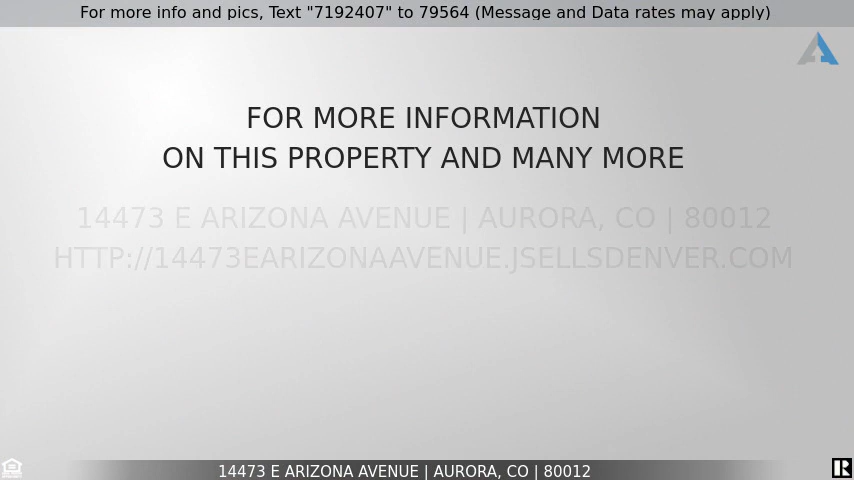 For more info and pics, Text "7192407" to 79564 (Message and Data rates may apply)
FOR MORE INFORMATION
ON THIS PROPERTY AND MANY MORE
14473 E ARIZONA AVENUE | AURORA, CO | 80012
HTTP://14473EARIZONAAVENUE.JSELLSDENVER.COM
14473 E ARIZONA AVENUE | AURORA, CO | 80012